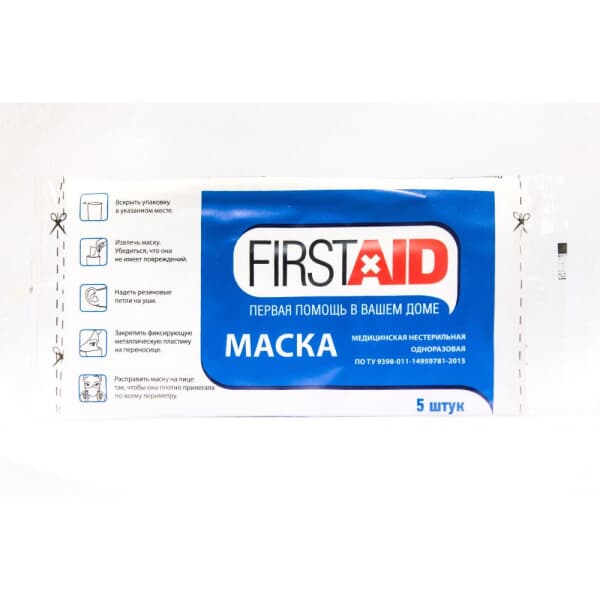 Вскрыть упаковку
в указанном месте.
Извлечь маску.
Убедиться, что она
не имеет повреждений.
Надеть резиновые
петли на уши.
Закрепить фиксирующую
металлическую пластину
на переносице.
Расправить маску на лице
так, чтобы она плотно прилегала
по всему периметру.
FIRSTAID
ПЕРВАЯ ПОМОЩЬ В ВАШЕМ ДОМЕ
МАСКА
МЕДИЦИНСКАЯ НЕСТЕРИЛЬНАЯ
ОДНОРАЗОВАЯ
ПО ТУ 9398-011-14959781-2015
5 штук